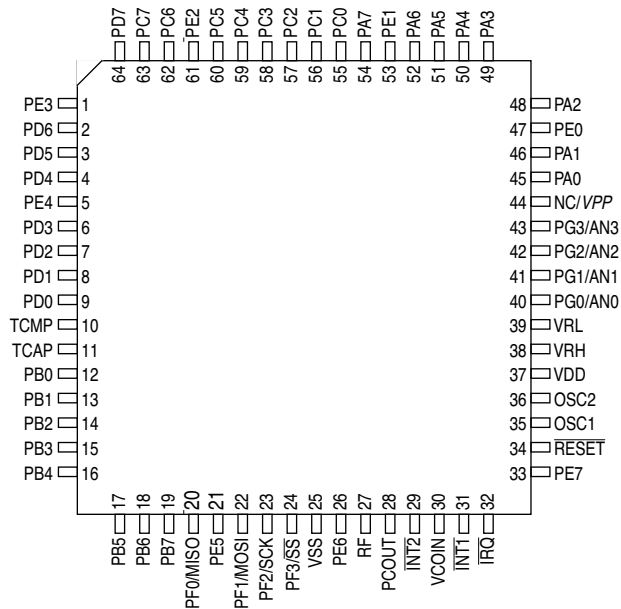 PD7 PC7 PC6 PE2 PC5 PC4 PC3 PC2 PC1 PC0 PA7 PE1 PA6 PA5 PA4 PA3
64 63 62 61 60 59 58 57 56 55 54 53 52 51 50 49
PE3 1 48 PA2
PD6 2 47 PE0
PD5 3 46 PA1
PD4 4 45 PA0
PE4 5 44 NC/VPP
PD3 6 43 PG3/AN3
PD2 7 42 PG2/AN2
PD1 8 41 PG1/AN1
PD0 9 40 PG0/AN0
TCMP 10 39 VRL
TCAP 11 38 VRH
PB0 12 37 VDD
PB1 13 36 OSC2
PB2 14 35 OSC1
PB3 15 34 RESET
PB4 16 33 PE7
17 18 19 20 21 22 23 24 25 26 27 28 29 30 31 32
PB5 PB6 PB7 PF0/MISO PE5 PF1/MOSI PF2/SCK PF3/SS VSS PE6 RF PCOUT INT2 VCOIN INT1 IRQ